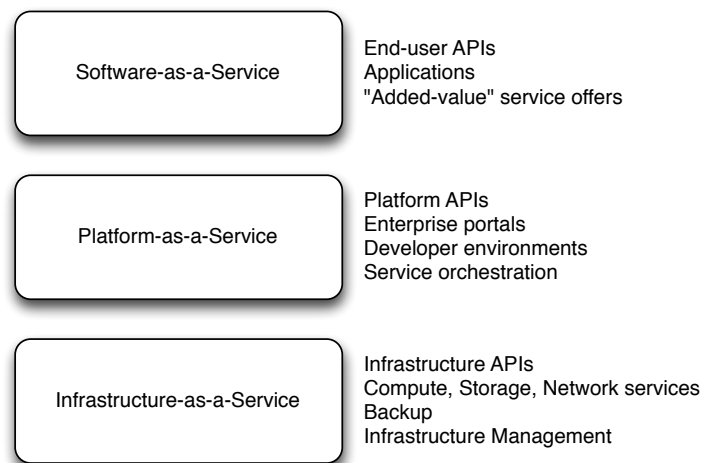 Software-as-a-Service
End-user APIs
Applications
"Added-value" service offers
Platform-as-a-Service
Platform APIs
Enterprise portals
Developer environments
Service orchestration
Infrastructure-as-a-Service
Infrastructure APIs
Compute, Storage, Network services
Backup
Infrastructure Management